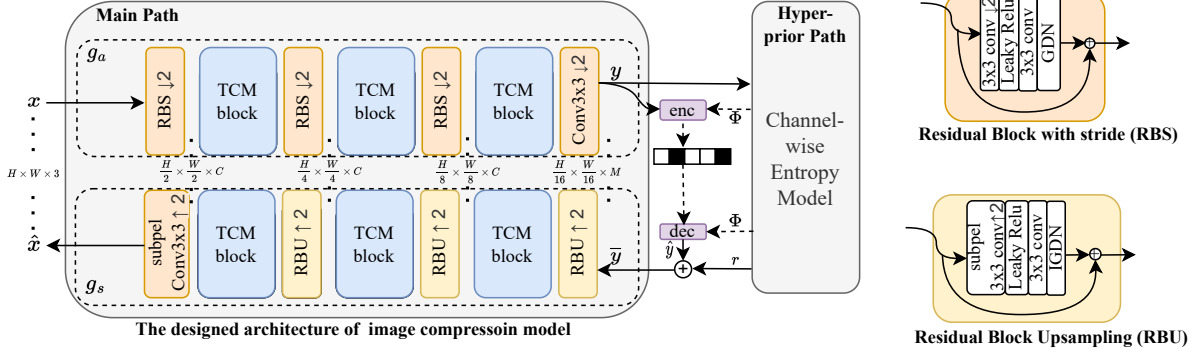 Main Path
g_a
x
RBS ↓2
TCM
block
RBS ↓2
TCM
block
RBS ↓2
TCM
block
Conv3x3 ↓2
y
enc
Φ
H × W × 3
H/2 × W/2 × C
H/4 × W/4 × C
H/8 × W/8 × C
H/16 × W/16 × M
x̂
g_s
subpel
Conv3x3 ↑ 2
TCM
block
RBU ↑ 2
TCM
block
RBU ↑ 2
TCM
block
RBU ↑ 2
y̅
dec
Φ
ŷ
+
r
Hyper-
prior Path
Channel-
wise
Entropy
Model
The designed architecture of image compressoin model
3x3 conv ↓2
Leaky Relu
3x3 conv
GDN
+
Residual Block with stride (RBS)
subpel
3x3 conv↑2
Leaky Relu
3x3 conv
IGDN
+
Residual Block Upsampling (RBU)